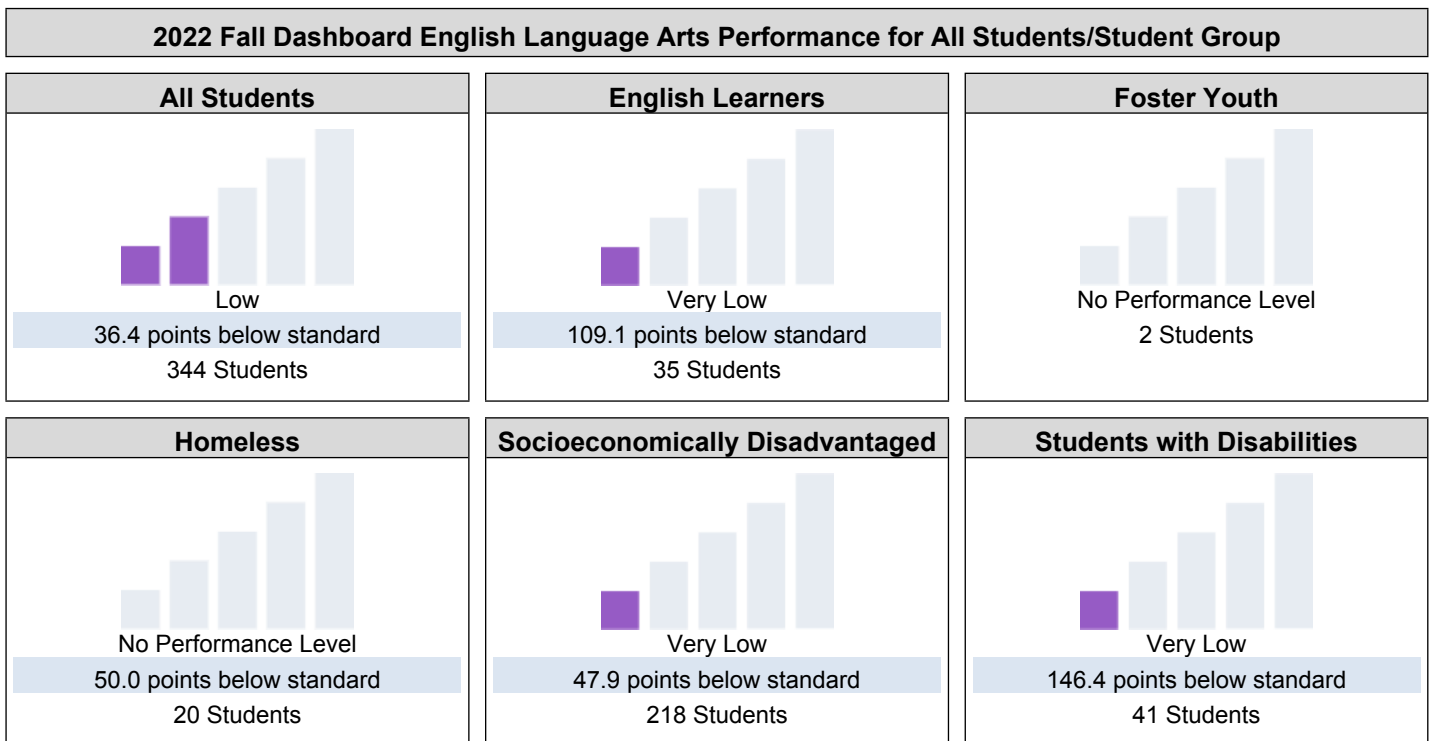 2022 Fall Dashboard English Language Arts Performance for All Students/Student Group
All Students
Low
36.4 points below standard
344 Students
English Learners
Very Low
109.1 points below standard
35 Students
Foster Youth
No Performance Level
2 Students
Homeless
No Performance Level
50.0 points below standard
20 Students
Socioeconomically Disadvantaged
Very Low
47.9 points below standard
218 Students
Students with Disabilities
Very Low
146.4 points below standard
41 Students